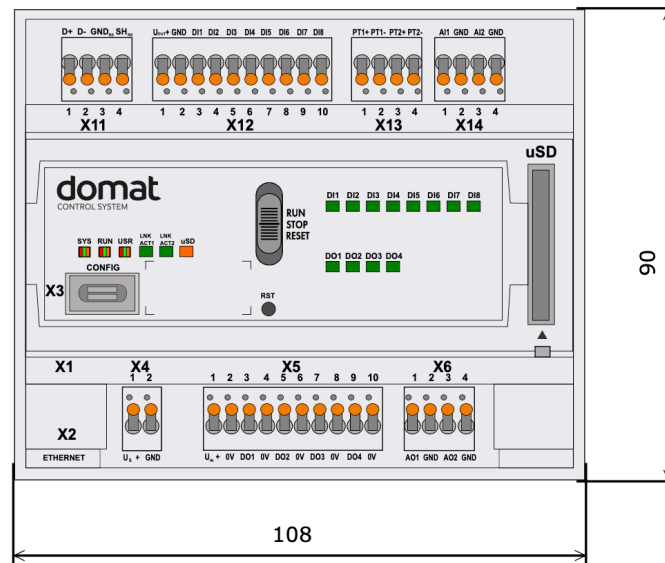 D+ D- GNDRS SHRS
UOUT+ GND DI1 DI2 DI3 DI4 DI5 DI6 DI7 DI8
PT1+ PT1- PT2+ PT2-
AI1 GND AI2 GND
1 2 3 4
1 2 3 4 5 6 7 8 9 10
1 2 3 4
1 2 3 4
X11
X12
X13
X14
uSD
domat
CONTROL SYSTEM
DI1 DI2 DI3 DI4 DI5 DI6 DI7 DI8
RUN
STOP
RESET
SYS RUN USR
LNK
ACT1
LNK
ACT2
uSD
DO1 DO2 DO3 DO4
CONFIG
X3
RST
90
X1
X4
X5
X6
1 2
1 2 3 4 5 6 7 8 9 10
1 2 3 4
X2
ETHERNET
US + GND
UIN + 0V DO1 0V DO2 0V DO3 0V DO4 0V
AO1 GND AO2 GND
108